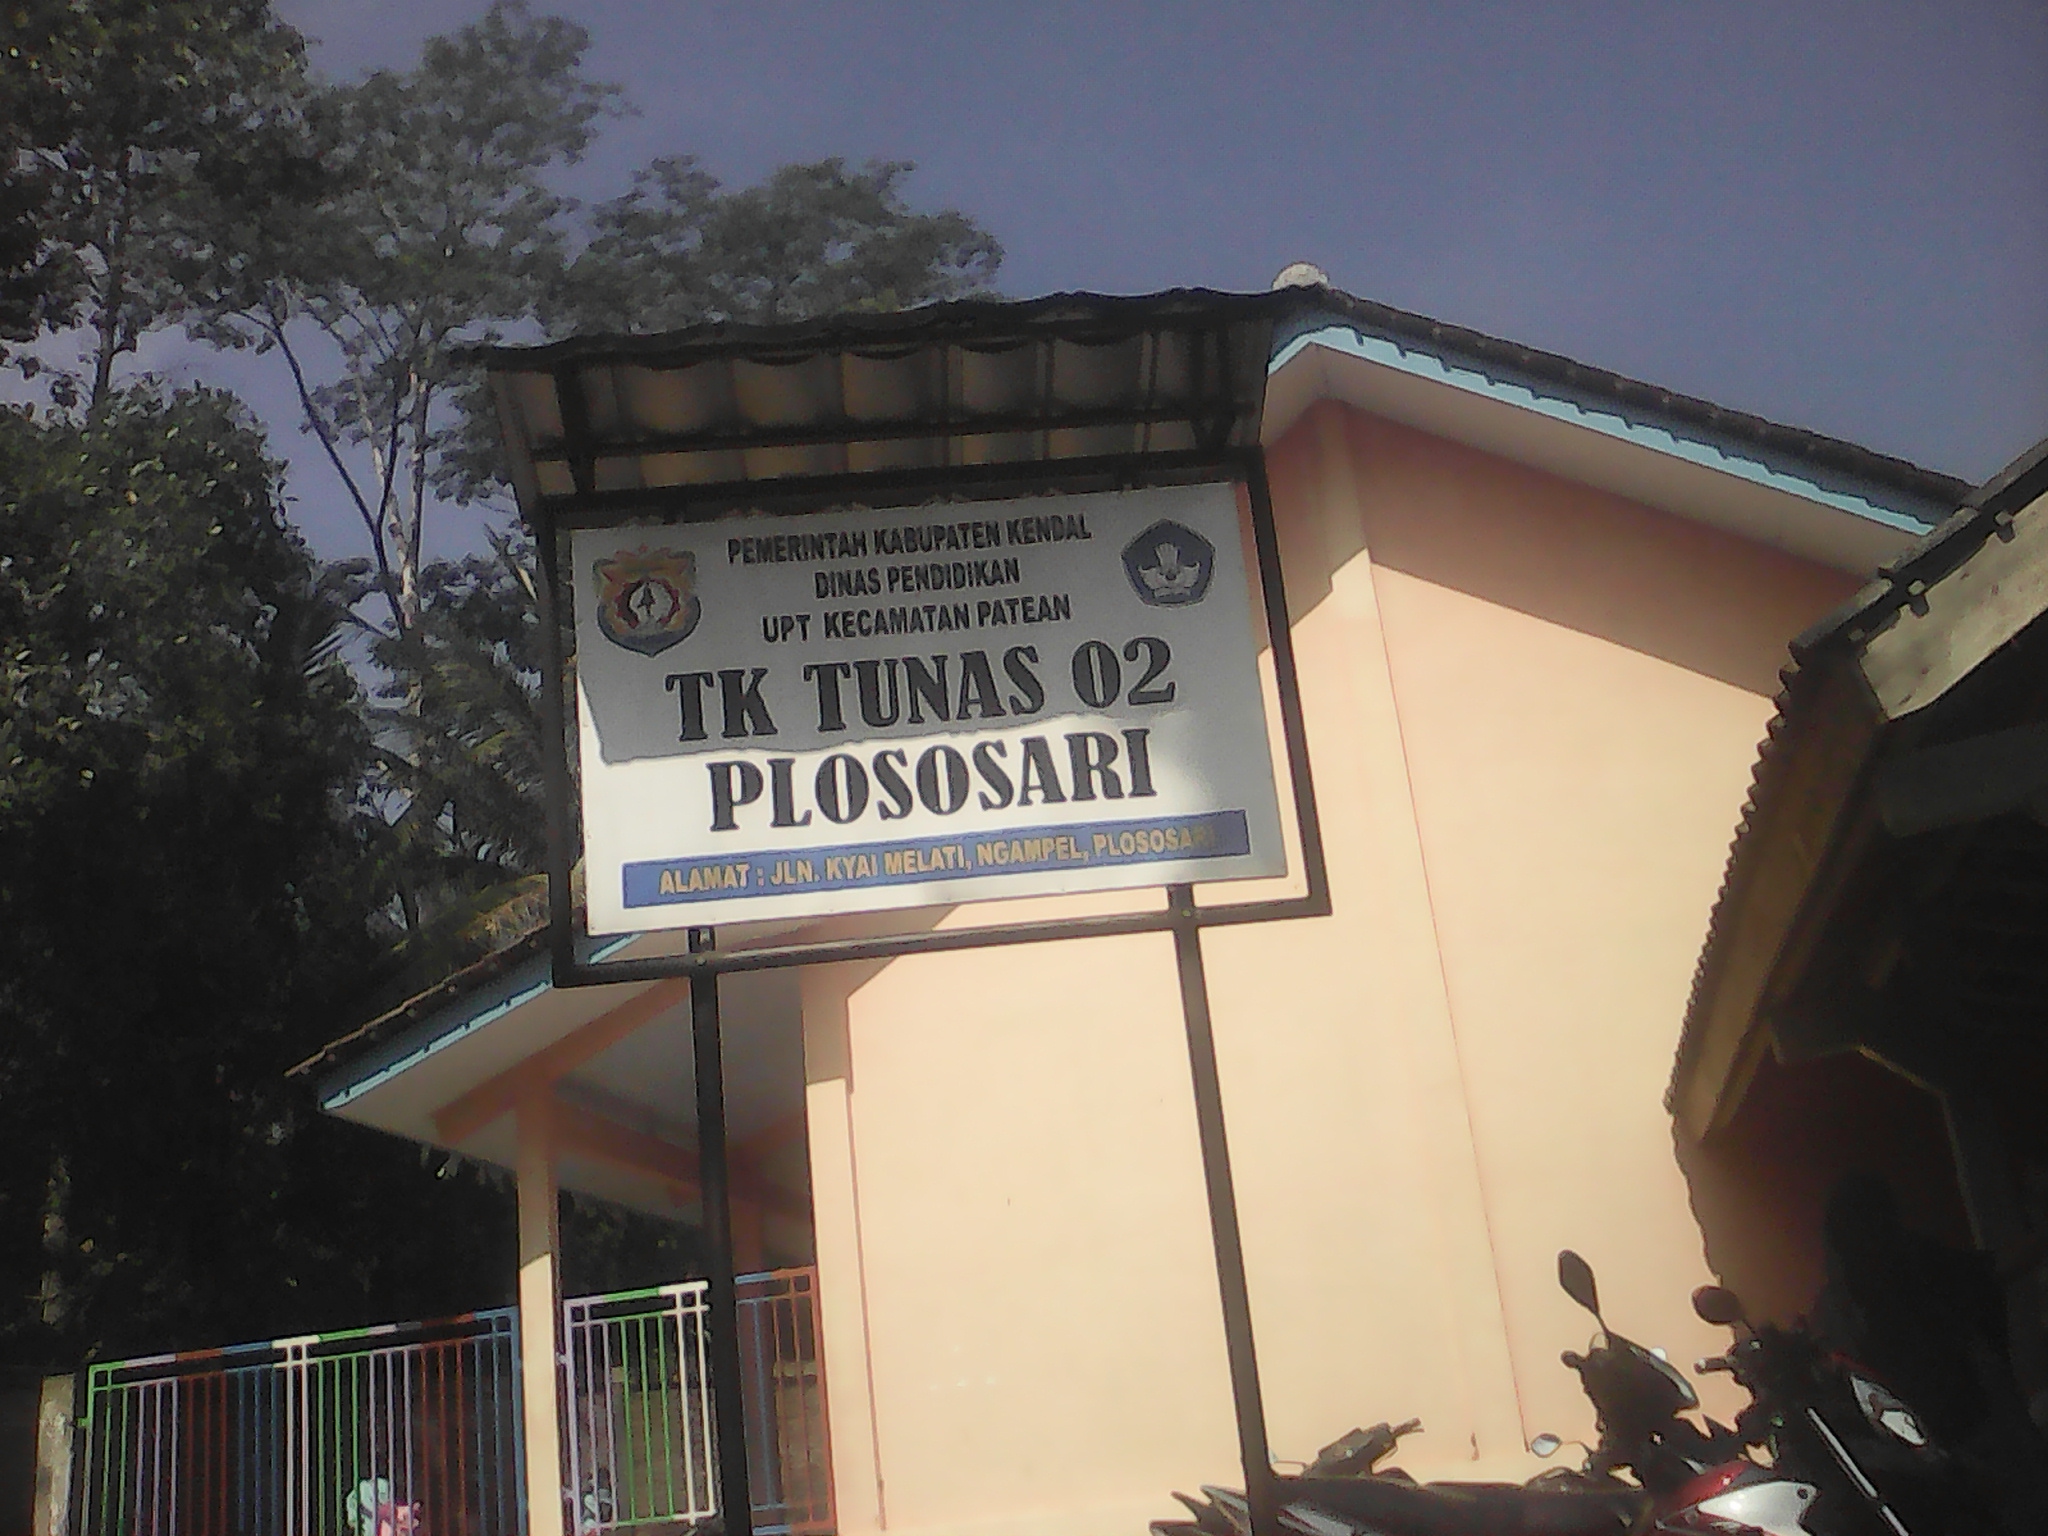 PEMERINTAH KABUPATEN KENDAL
DINAS PENDIDIKAN
UPT KECAMATAN PATEAN
TK TUNAS 02
PLOSOSARI
ALAMAT : JLN. KYAI MELATI, NGAMPEL, PLOSOSARI